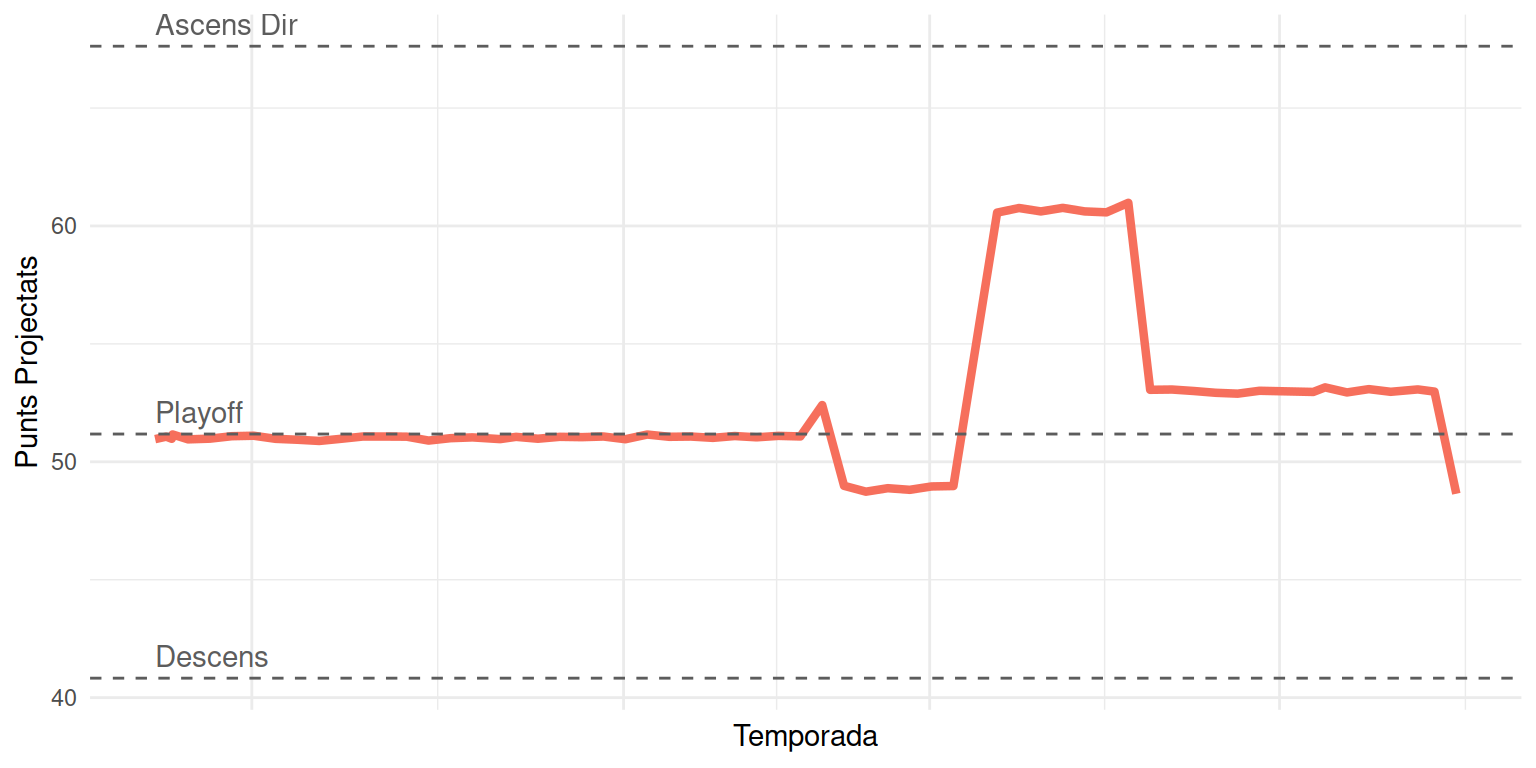 Ascens Dir
60
Punts Projectats
Playoff
50
Descens
40
Temporada